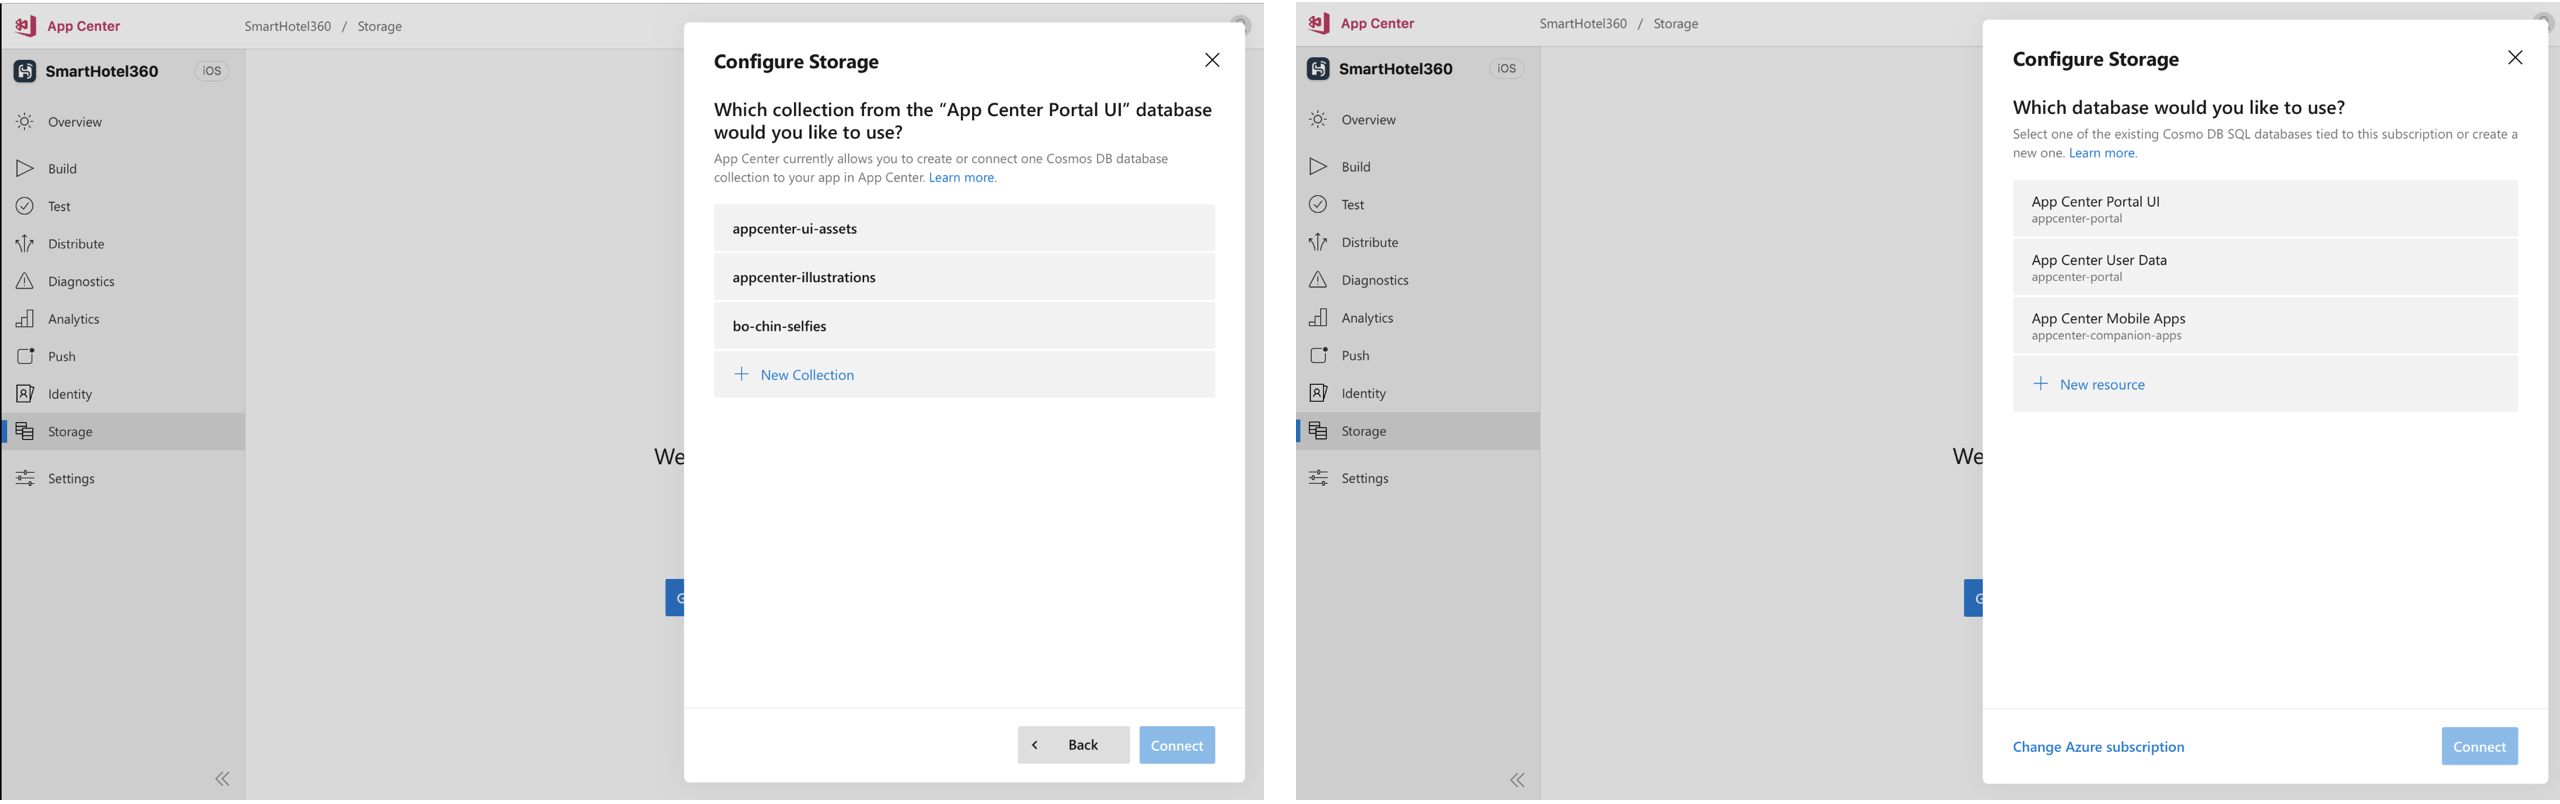 App Center
SmartHotel360 / Storage
SmartHotel360
iOS
Overview
Build
Test
Distribute
Diagnostics
Analytics
Push
Identity
Storage
Settings
We
G
Configure Storage
Which collection from the “App Center Portal UI” database
would you like to use?
App Center currently allows you to create or connect one Cosmos DB database
collection to your app in App Center. Learn more.
appcenter-ui-assets
appcenter-illustrations
bo-chin-selfies
New Collection
Back
Connect
App Center
SmartHotel360 / Storage
SmartHotel360
iOS
Overview
Build
Test
Distribute
Diagnostics
Analytics
Push
Identity
Storage
Settings
We
G
Configure Storage
Which database would you like to use?
Select one of the existing Cosmo DB SQL databases tied to this subscription or create a
new one. Learn more.
App Center Portal UI
appcenter-portal
App Center User Data
appcenter-portal
App Center Mobile Apps
appcenter-companion-apps
New resource
Change Azure subscription
Connect